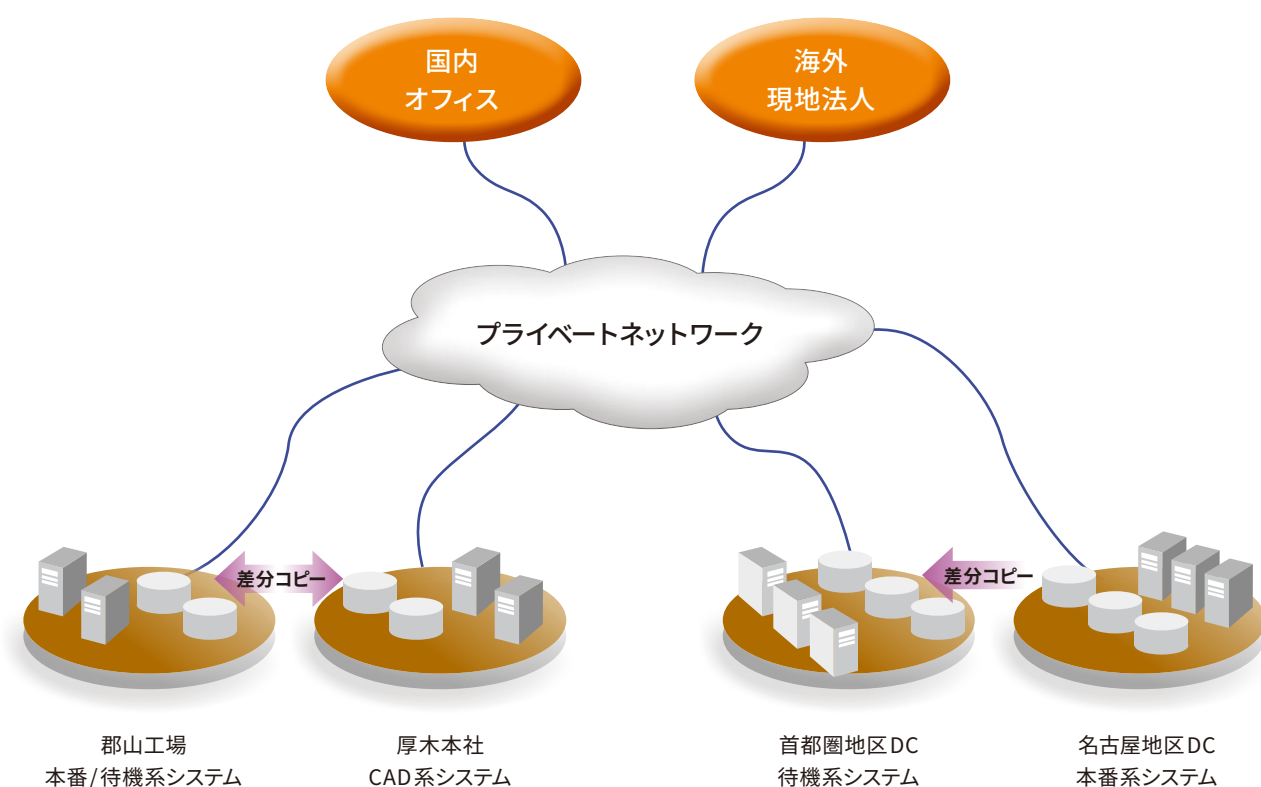 国内
オフィス
海外
現地法人
プライベートネットワーク
差分コピー
差分コピー
郡山工場
本番/待機系システム
厚木本社
CAD系システム
首都圏地区DC
待機系システム
名古屋地区DC
本番系システム